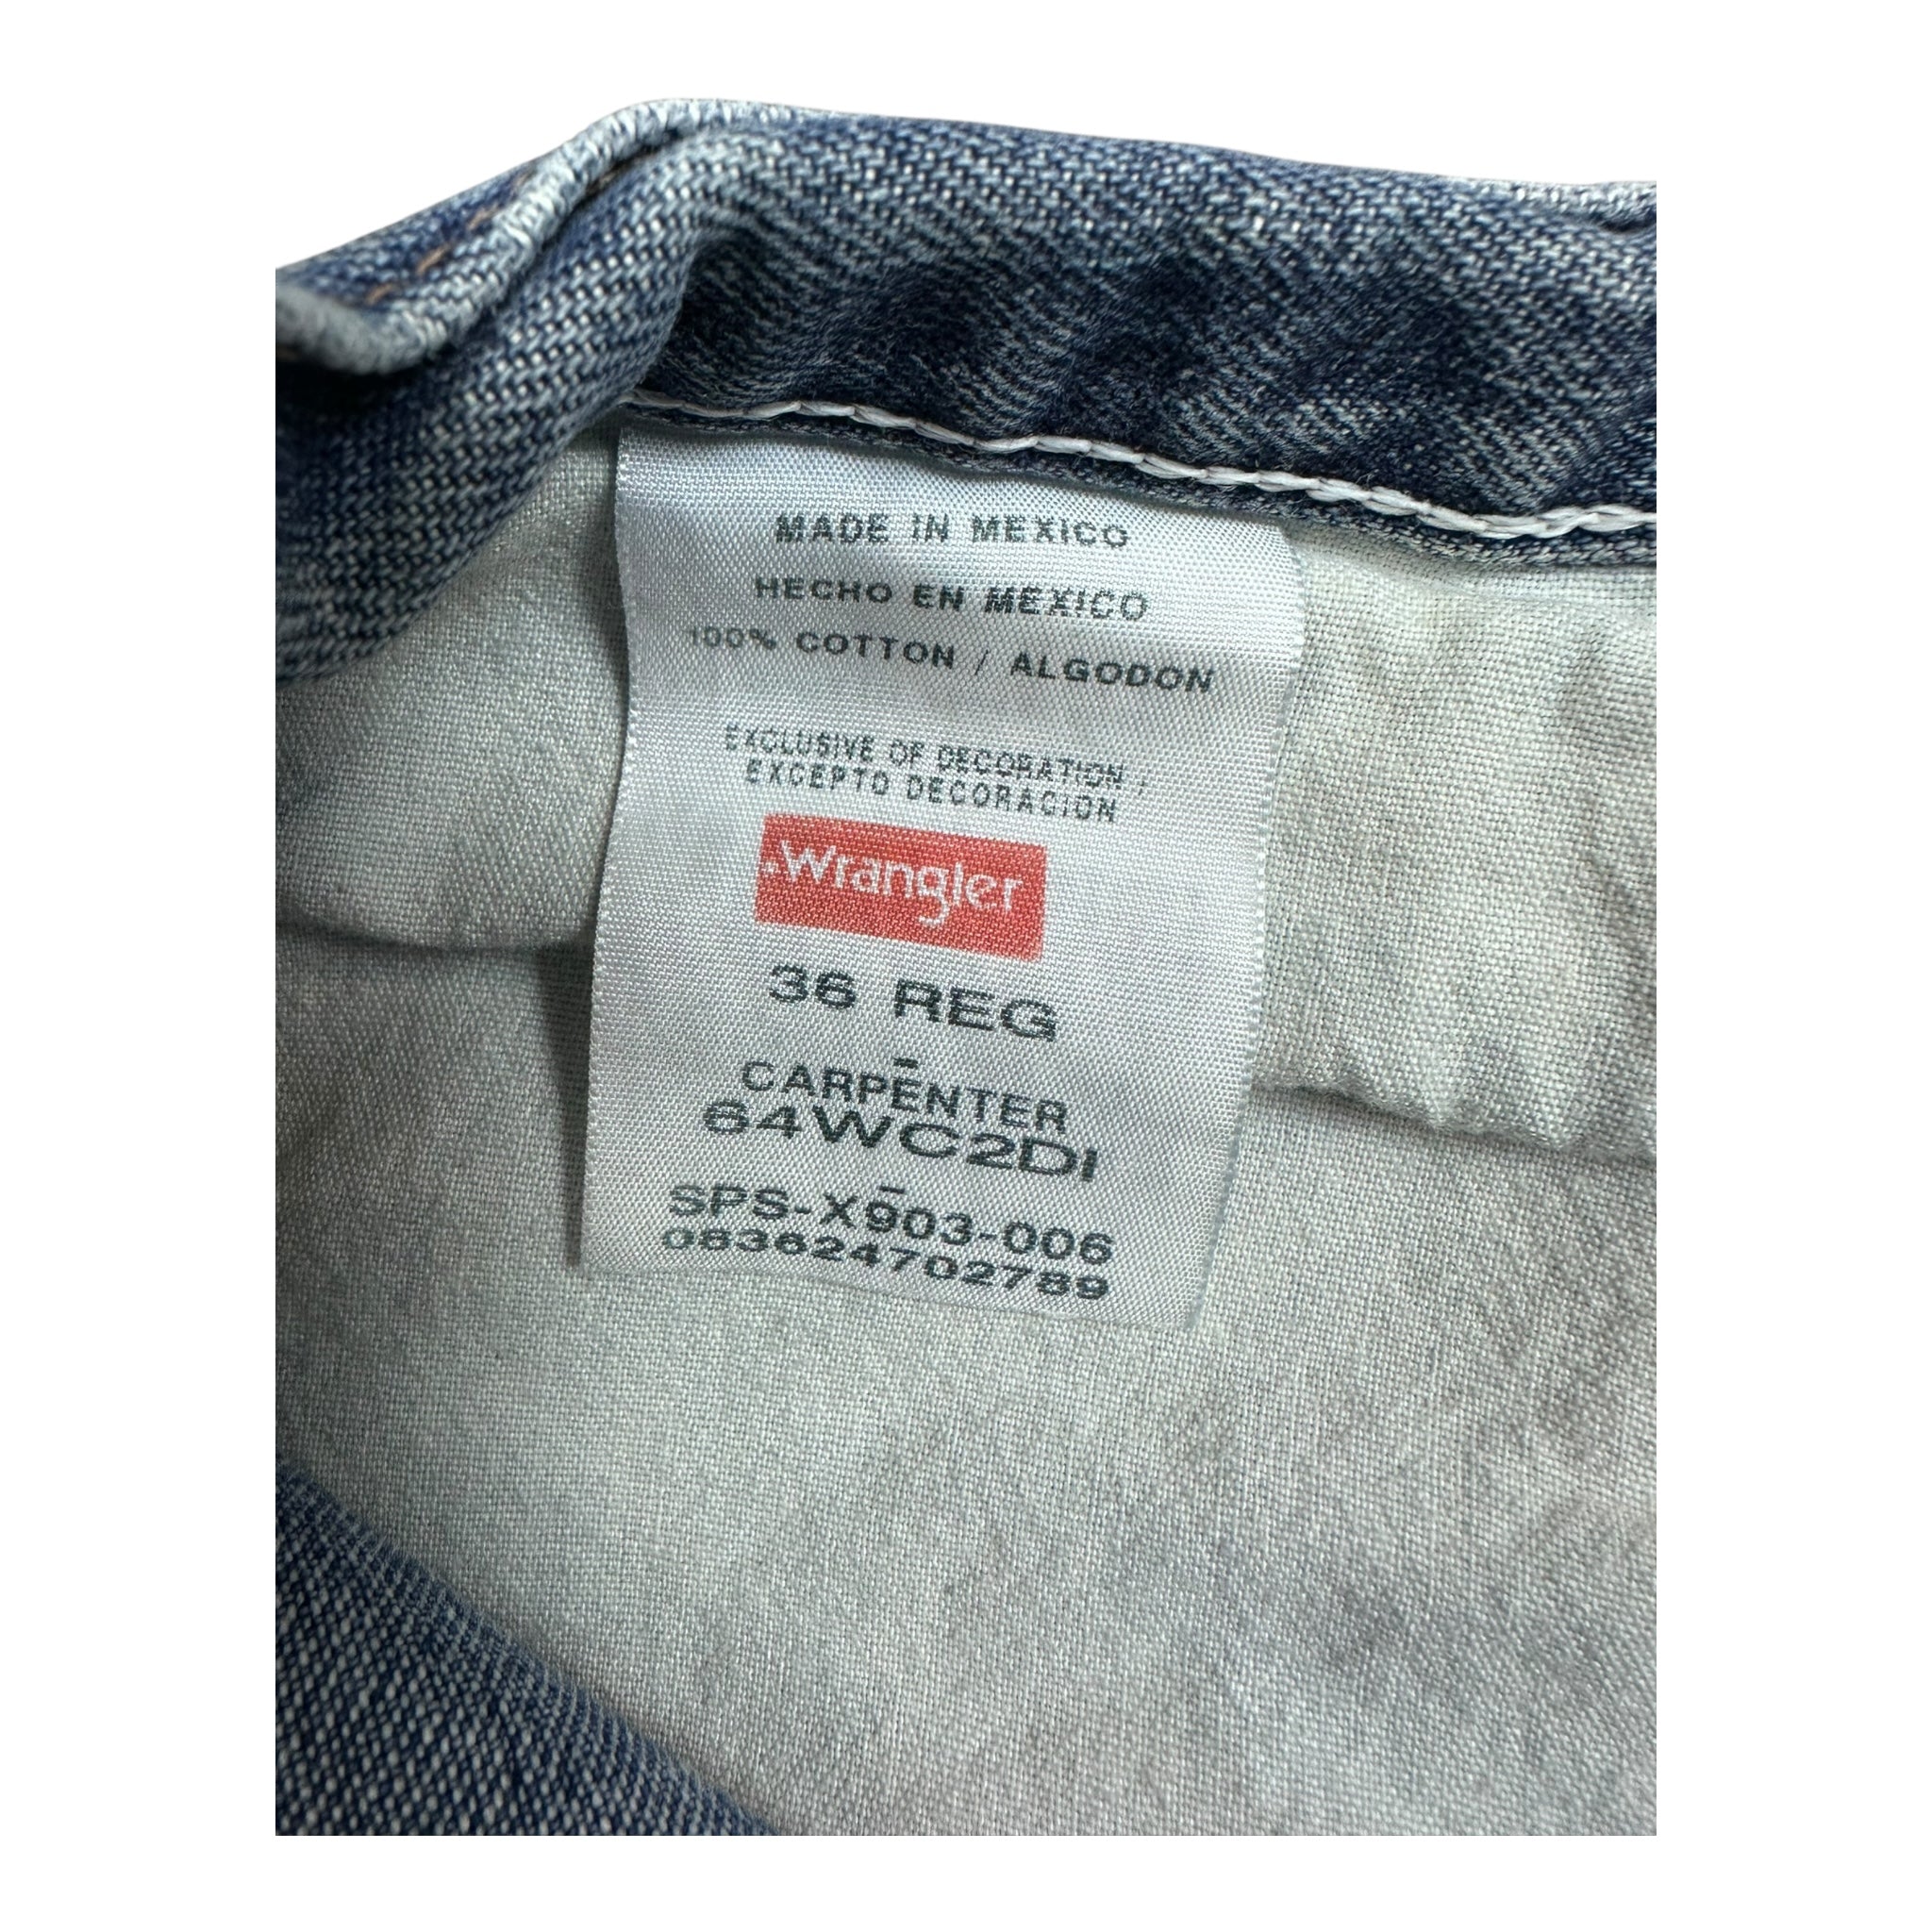 MADE IN MEXICO
HECHO EN MEXICO
100% COTTON / ALGODON
EXCLUSIVE OF DECORATION /
EXCEPTO DECORACION
Wrangler
36 REG
-
CARPENTER
64WC2DI
-
SPS-X903-006
083624702789